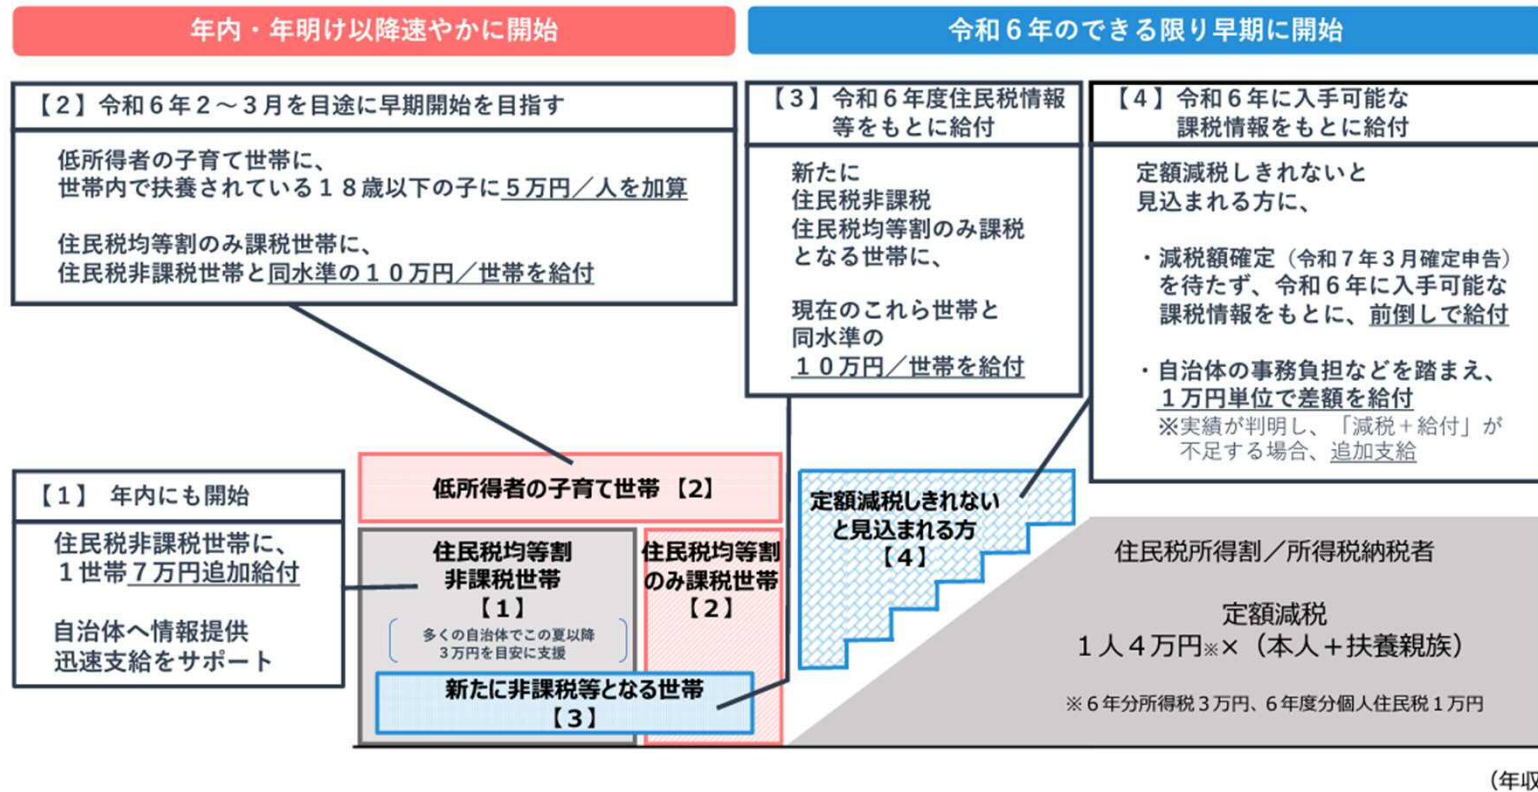 年内・年明け以降速やかに開始
令和６年のできる限り早期に開始
【２】令和６年２～３月を目途に早期開始を目指す
低所得者の子育て世帯に、
世帯内で扶養されている１８歳以下の子に５万円／人を加算
住民税均等割のみ課税世帯に、
住民税非課税世帯と同水準の１０万円／世帯を給付
【３】令和６年度住民税情報
等をもとに給付
新たに
住民税非課税
住民税均等割のみ課税
となる世帯に、
現在のこれら世帯と
同水準の
１０万円／世帯を給付
【４】令和６年に入手可能な
課税情報をもとに給付
定額減税しきれないと
見込まれる方に、
・減税額確定（令和７年３月確定申告）
を待たず、令和６年に入手可能な
課税情報をもとに、前倒しで給付
・自治体の事務負担などを踏まえ、
１万円単位で差額を給付
※実績が判明し、「減税＋給付」が
不足する場合、追加支給
【１】 年内にも開始
住民税非課税世帯に、
１世帯７万円追加給付
自治体へ情報提供
迅速支給をサポート
低所得者の子育て世帯【２】
住民税均等割
非課税世帯
【１】
多くの自治体でこの夏以降
３万円を目安に支援
住民税均等割
のみ課税世帯
【２】
新たに非課税等となる世帯
【３】
定額減税しきれない
と見込まれる方
【４】
住民税所得割／所得税納税者
定額減税
１人４万円※×（本人＋扶養親族）
※６年分所得税３万円、６年度分個人住民税１万円
（年収